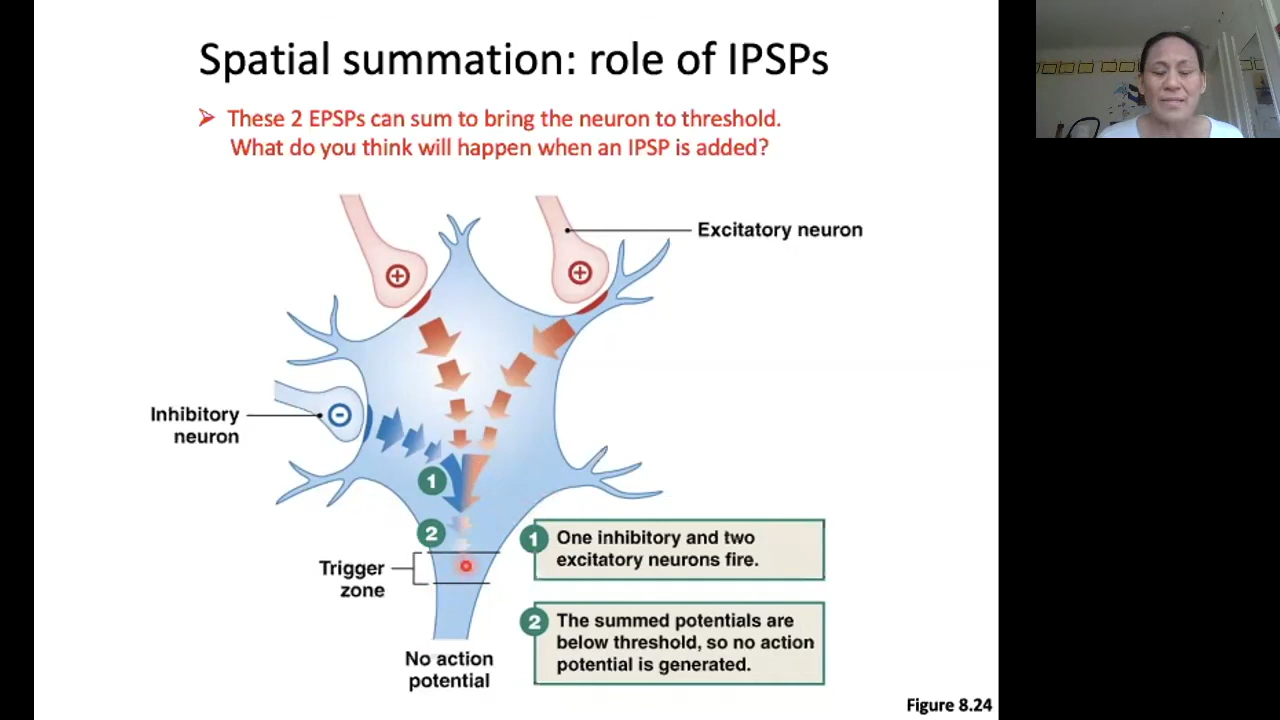 Spatial summation: role of IPSPs
➢ These 2 EPSPs can sum to bring the neuron to threshold.
What do you think will happen when an IPSP is added?
Excitatory neuron
+
+
Inhibitory
neuron
−
1
2
Trigger
zone
1 One inhibitory and two
excitatory neurons fire.
2 The summed potentials are
below threshold, so no action
potential is generated.
No action
potential
Figure 8.24